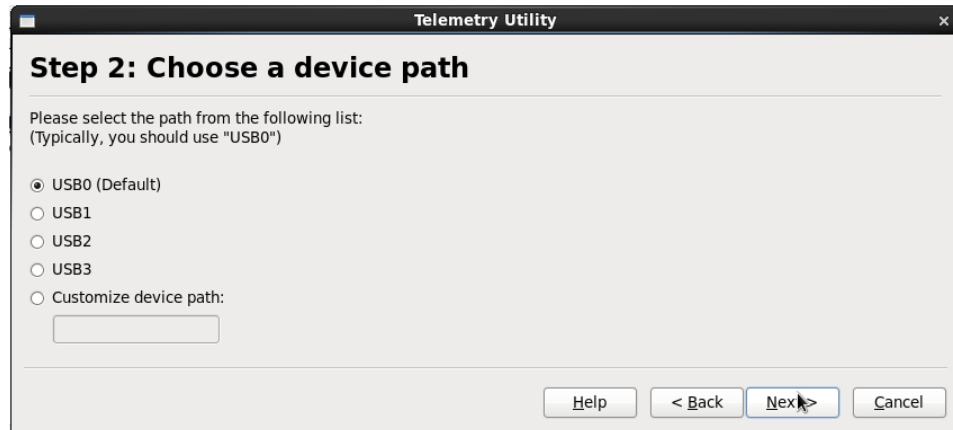 Telemetry Utility
Step 2: Choose a device path
Please select the path from the following list:
(Typically, you should use "USB0")
USB0 (Default)
USB1
USB2
USB3
Customize device path:
Help < Back Next > Cancel